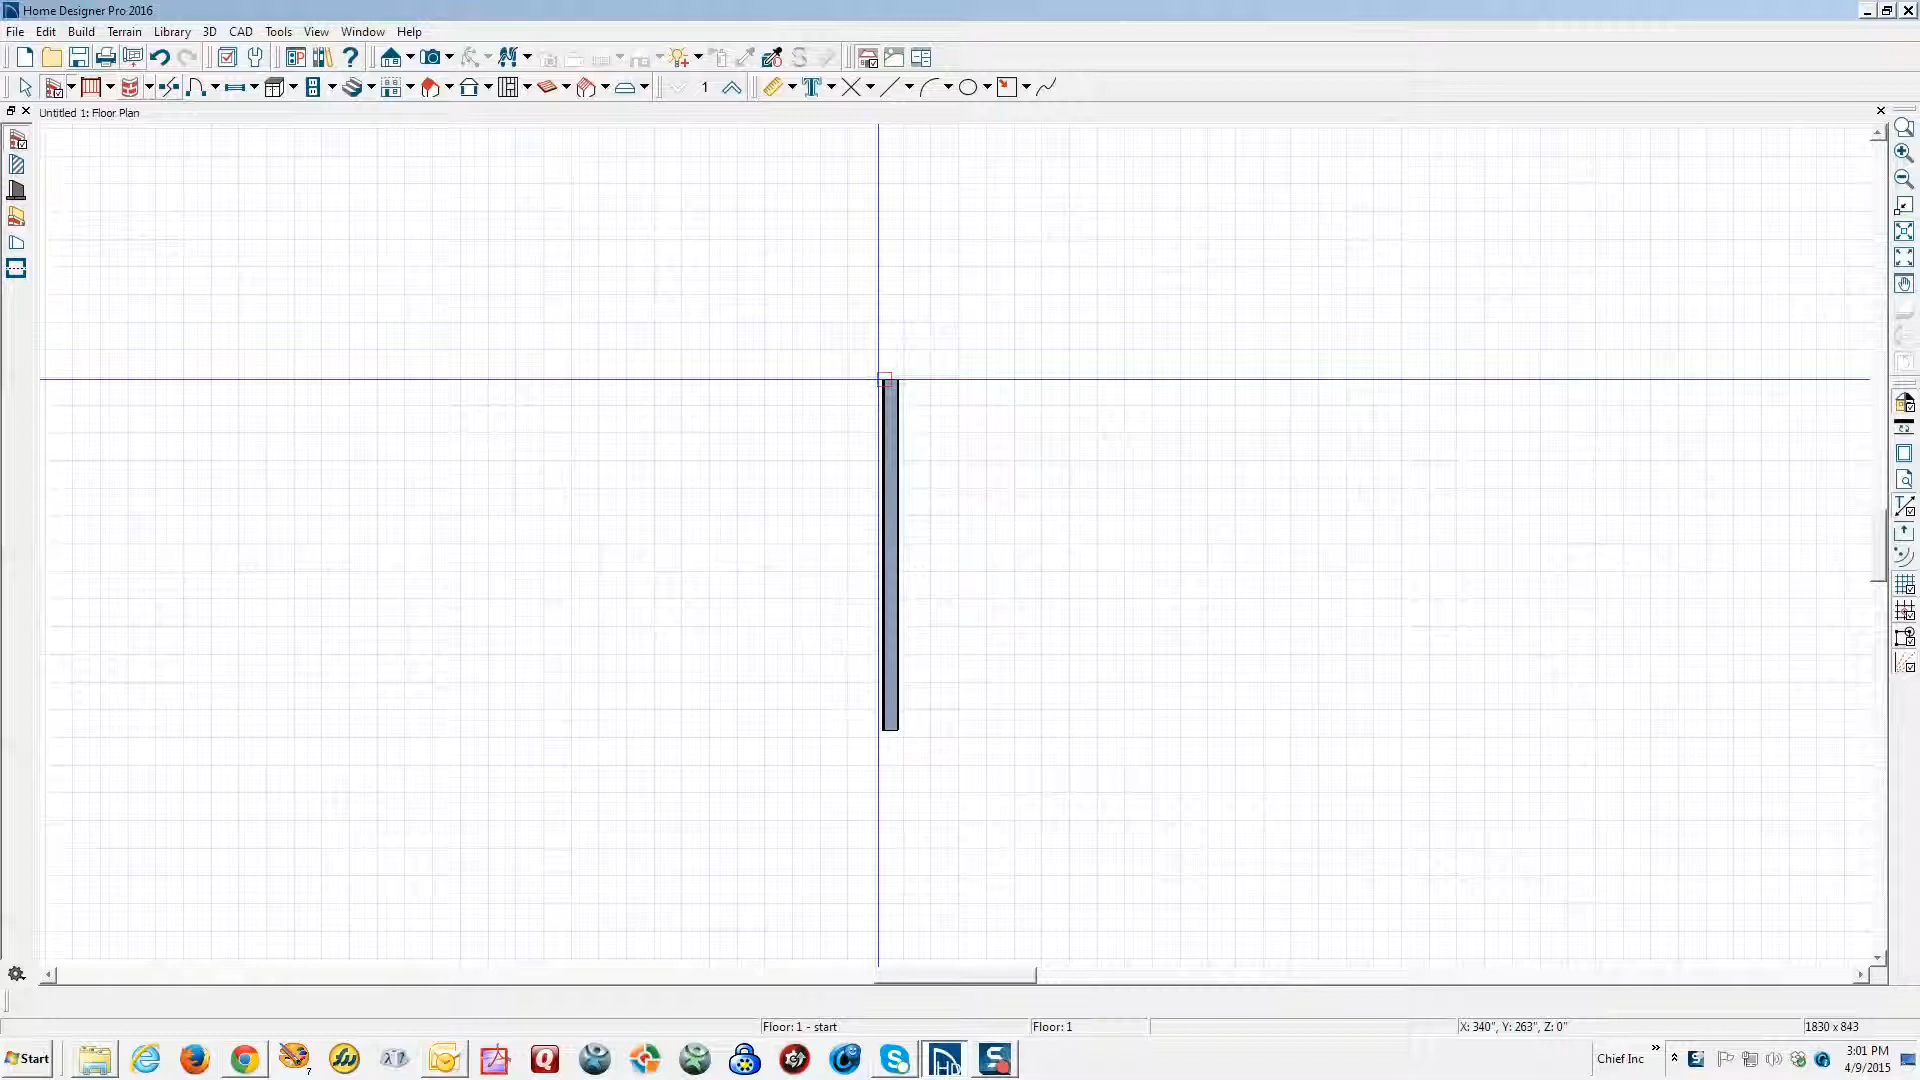 Home Designer Pro 2016
File Edit Build Terrain Library 3D CAD Tools View Window Help
1
Untitled 1: Floor Plan
Floor: 1 - start
Floor: 1
X: 340", Y: 263", Z: 0"
1830 x 843
Start
7
Chief Inc
3:01 PM
4/9/2015